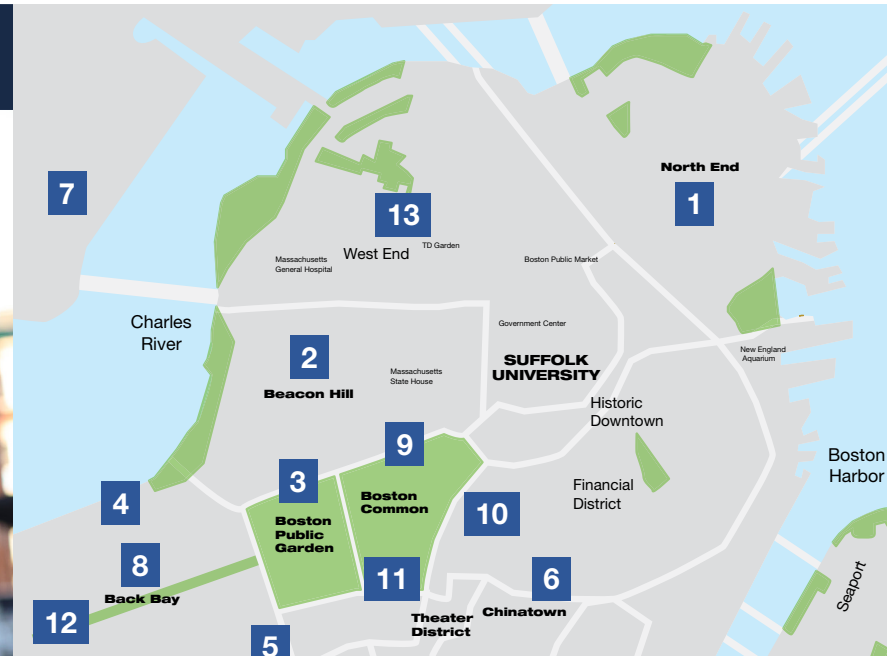 North End
1
7
13
West End
TD Garden
Massachusetts
General Hospital
Boston Public Market
Charles
River
Government Center
2
Beacon Hill
Massachusetts
State House
SUFFOLK
UNIVERSITY
New England
Aquarium
Historic
Downtown
9
Boston
Harbor
3
4
Boston
Common
10
Financial
District
Boston
Public
Garden
8
Back Bay
11
6
Chinatown
Seaport
12
Theater
District
5